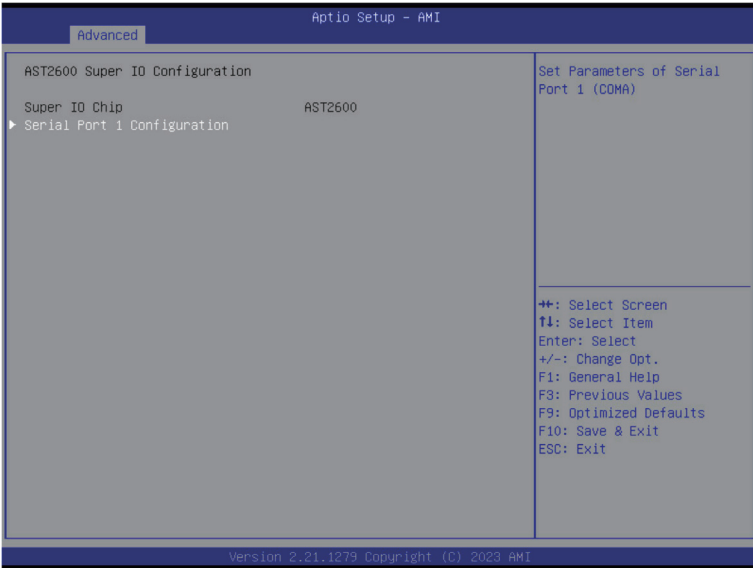 Aptio Setup - AMI
Advanced
AST2600 Super IO Configuration
Super IO Chip AST2600
Serial Port 1 Configuration
Set Parameters of Serial
Port 1 (COMA)
→←: Select Screen
↑↓: Select Item
Enter: Select
+/-: Change Opt.
F1: General Help
F3: Previous Values
F9: Optimized Defaults
F10: Save & Exit
ESC: Exit
Version 2.21.1279 Copyright (C) 2023 AMI